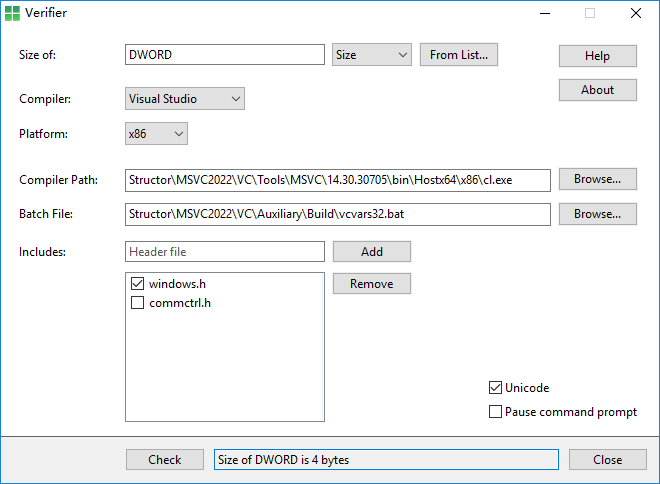 Verifier
Size of: DWORD Size From List... Help
About
Compiler: Visual Studio
Platform: x86
Compiler Path: Structor\MSVC2022\VC\Tools\MSVC\14.30.30705\bin\Hostx64\x86\cl.exe Browse...
Batch File: Structor\MSVC2022\VC\Auxiliary\Build\vcvars32.bat Browse...
Includes: Header file Add
windows.h Remove
commctrl.h
Unicode
Pause command prompt
Check Size of DWORD is 4 bytes Close